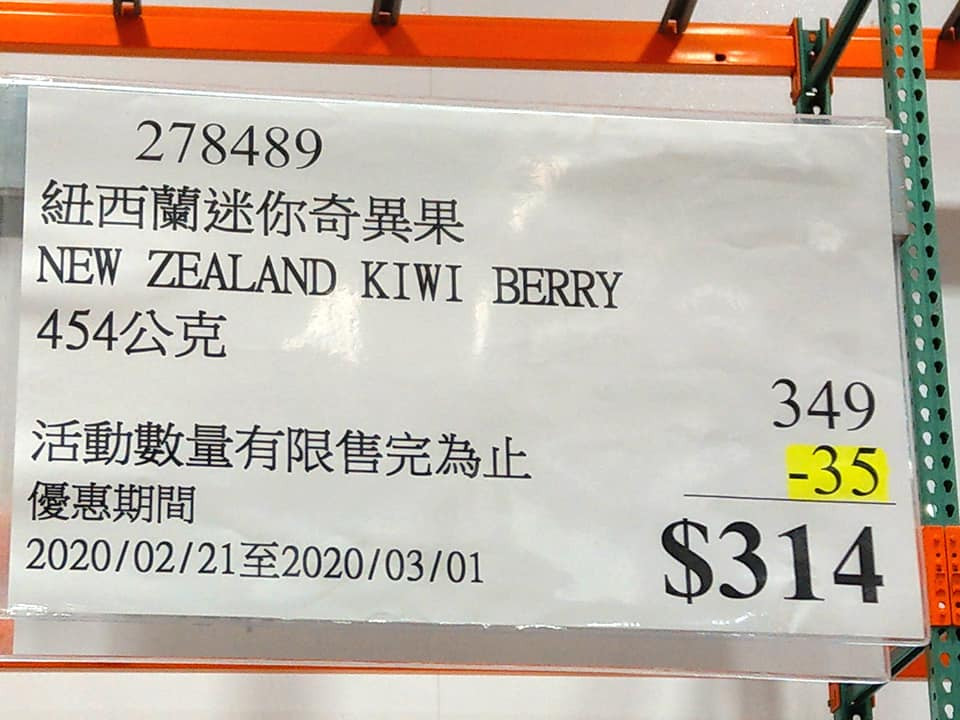 278489
紐西蘭迷你奇異果
NEW ZEALAND KIWI BERRY
454公克
349
活動數量有限售完為止
-35
優惠期間
$314
2020/02/21至2020/03/01